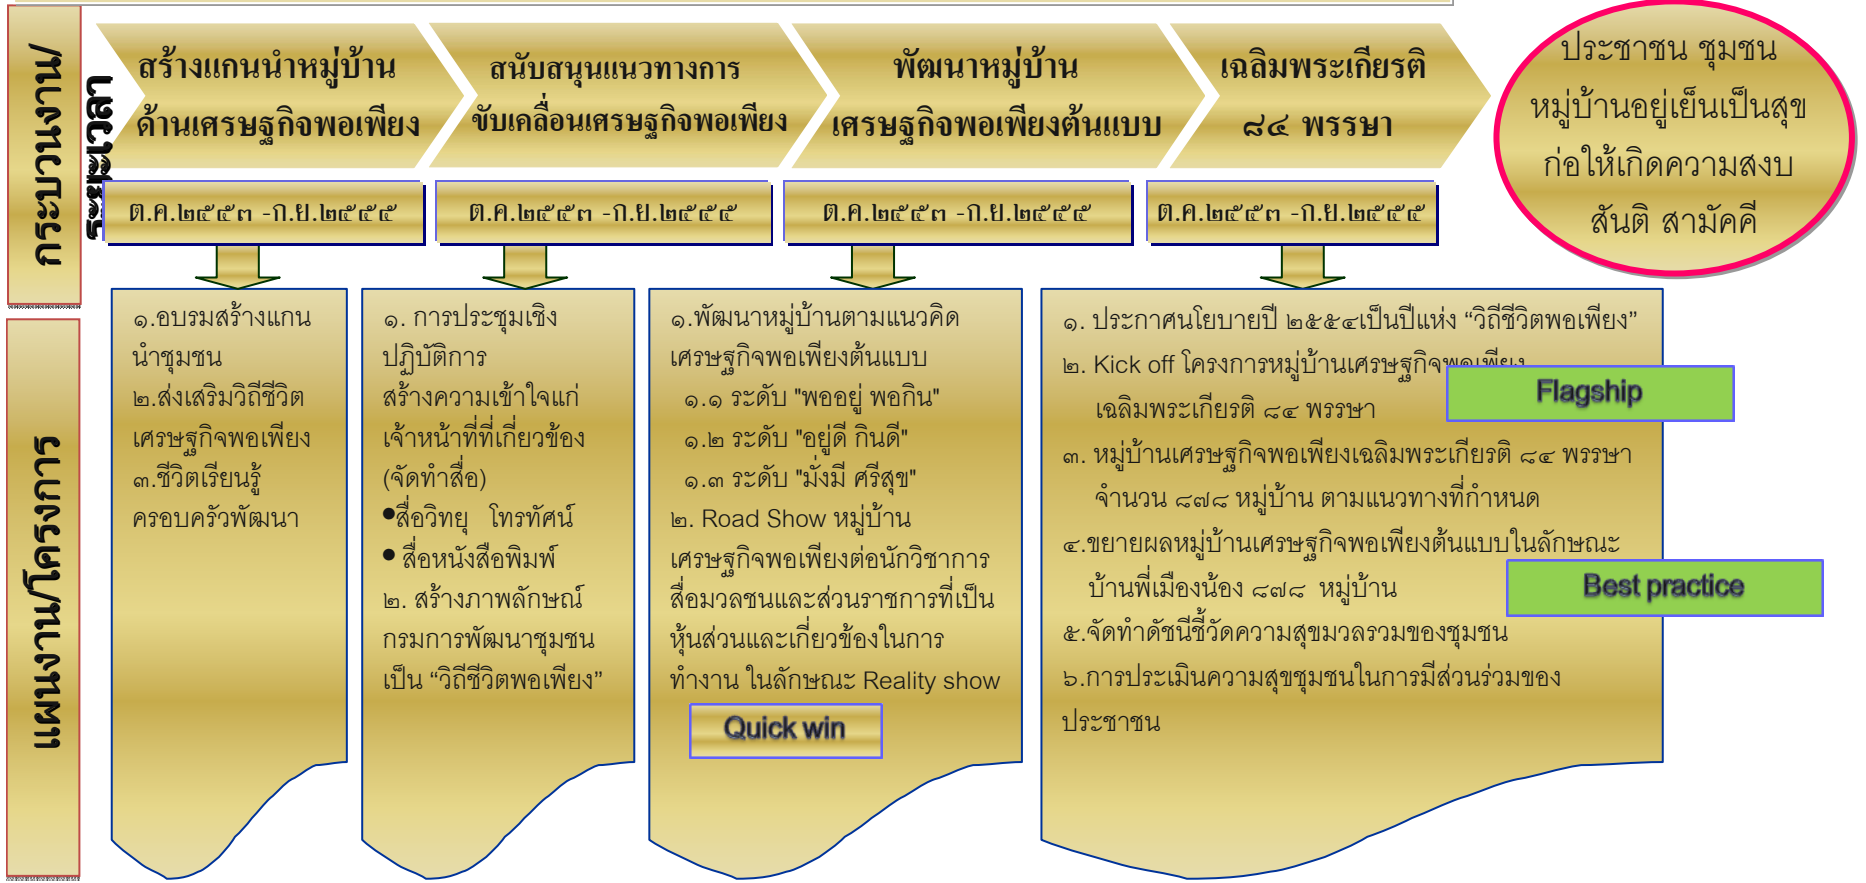 กระบวนงาน/
ระยะเวลา
สร้างแกนนำหมู่บ้าน
ด้านเศรษฐกิจพอเพียง
สนับสนุนแนวทางการ
ขับเคลื่อนเศรษฐกิจพอเพียง
พัฒนาหมู่บ้าน
เศรษฐกิจพอเพียงต้นแบบ
เฉลิมพระเกียรติ
๘๔ พรรษา
ประชาชน ชุมชน
หมู่บ้านอยู่เย็นเป็นสุข
ก่อให้เกิดความสงบ
สันติ สามัคคี
ต.ค.๒๕๕๓ -ก.ย.๒๕๕๕
ต.ค.๒๕๕๓ -ก.ย.๒๕๕๕
ต.ค.๒๕๕๓ -ก.ย.๒๕๕๕
ต.ค.๒๕๕๓ -ก.ย.๒๕๕๕
แผนงาน/โครงการ
๑.อบรมสร้างแกน
นำชุมชน
๒.ส่งเสริมวิถีชีวิต
เศรษฐกิจพอเพียง
๓.ชีวิตเรียนรู้
ครอบครัวพัฒนา
๑. การประชุมเชิง
ปฏิบัติการ
สร้างความเข้าใจแก่
เจ้าหน้าที่ที่เกี่ยวข้อง
(จัดทำสื่อ)
•สื่อวิทยุ โทรทัศน์
• สื่อหนังสือพิมพ์
๒. สร้างภาพลักษณ์
กรมการพัฒนาชุมชน
เป็น “วิถีชีวิตพอเพียง”
๑.พัฒนาหมู่บ้านตามแนวคิด
เศรษฐกิจพอเพียงต้นแบบ
๑.๑ ระดับ "พออยู่ พอกิน"
๑.๒ ระดับ "อยู่ดี กินดี"
๑.๓ ระดับ "มั่งมี ศรีสุข"
๒. Road Show หมู่บ้าน
เศรษฐกิจพอเพียงต่อนักวิชาการ
สื่อมวลชนและส่วนราชการที่เป็น
หุ้นส่วนและเกี่ยวข้องในการ
ทำงาน ในลักษณะ Reality show
Quick win
๑. ประกาศนโยบายปี ๒๕๕๔เป็นปีแห่ง “วิถีชีวิตพอเพียง”
๒. Kick off โครงการหมู่บ้านเศรษฐกิจพอเพียง
เฉลิมพระเกียรติ ๘๔ พรรษา
Flagship
๓. หมู่บ้านเศรษฐกิจพอเพียงเฉลิมพระเกียรติ ๘๔ พรรษา
จำนวน ๘๗๘ หมู่บ้าน ตามแนวทางที่กำหนด
๔.ขยายผลหมู่บ้านเศรษฐกิจพอเพียงต้นแบบในลักษณะ
บ้านพี่เมืองน้อง ๘๗๘ หมู่บ้าน
Best practice
๕.จัดทำดัชนีชี้วัดความสุขมวลรวมของชุมชน
๖.การประเมินความสุขชุมชนในการมีส่วนร่วมของ
ประชาชน